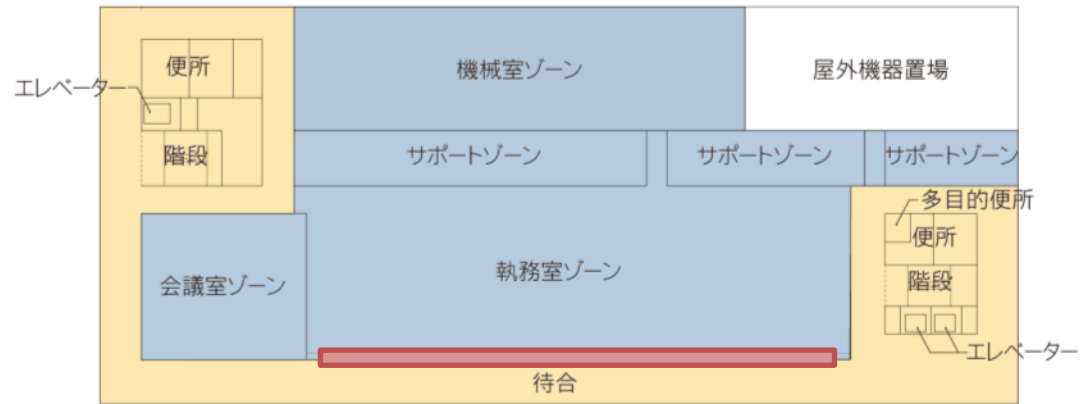 便所
機械室ゾーン
屋外機器置場
エレベーター
階段
サポートゾーン
サポートゾーン
サポートゾーン
多目的便所
便所
会議室ゾーン
執務室ゾーン
階段
エレベーター
待合